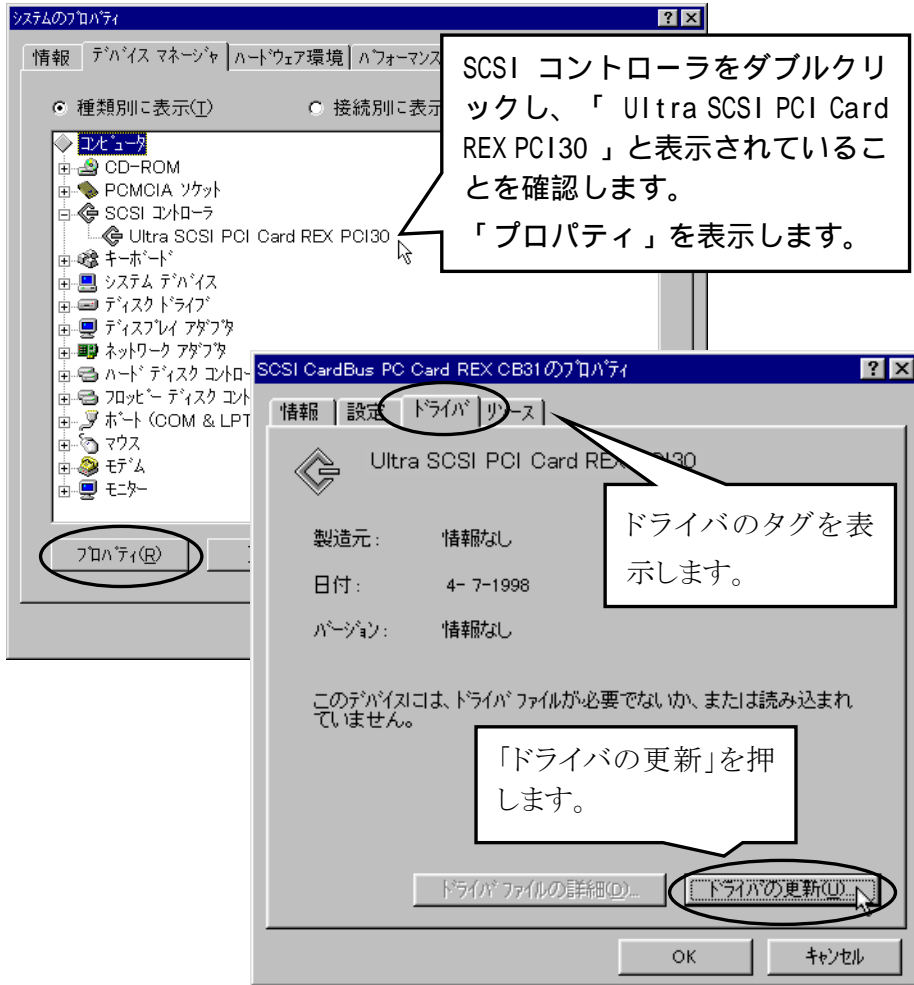 システムのプロパティ
情報 デバイス マネージャ ハードウェア環境 パフォーマンス
種類別に表示(T) 接続別に表示
コンピュータ
CD-ROM
PCMCIA ソケット
SCSI コントローラ
Ultra SCSI PCI Card REX PCI30
キーボード
システム デバイス
ディスク ドライブ
ディスプレイ アダプタ
ネットワーク アダプタ
ハード ディスク コントロー
フロッピー ディスク コント
ポート (COM & LPT
マウス
モデム
モニター
プロパティ(R)
SCSI コントローラをダブルクリ
ックし、「 Ultra SCSI PCI Card
REX PCI30 」と表示されているこ
とを確認します。
「プロパティ」を表示します。
SCSI CardBus PC Card REX CB31のプロパティ
情報 設定 ドライバ リソース
Ultra SCSI PCI Card REX PCI30
ドライバのタグを表
示します。
製造元: 情報なし
日付: 4- 7-1998
バージョン: 情報なし
このデバイスには、ドライバ ファイルが必要でないか、または読み込まれ
ていません。
「ドライバの更新」を押
します。
ドライバ ファイルの詳細(D)... ドライバの更新(U)...
OK キャンセル